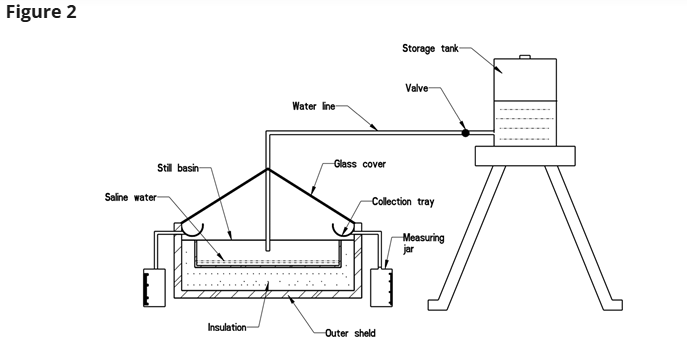 Figure 2
Storage tank
Valve
Water line
Still basin
Glass cover
Saline water
Collection tray
Measuring
jar
Insulation
Outer sheld